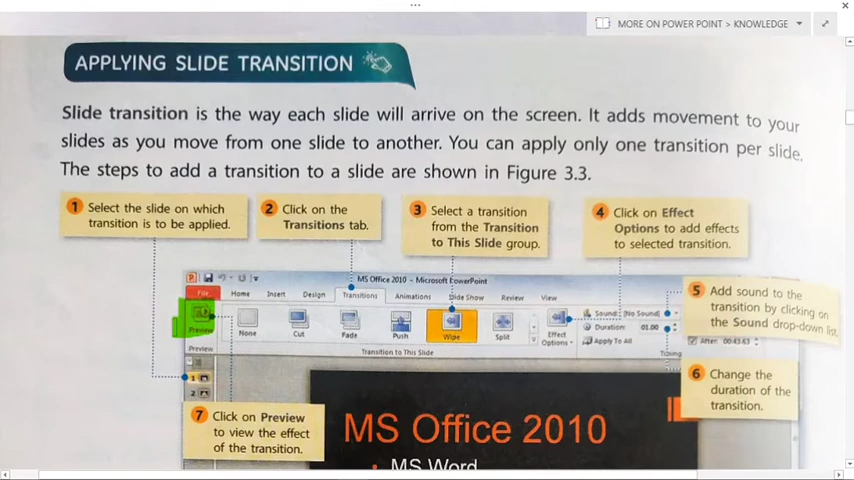 MORE ON POWER POINT > KNOWLEDGE
APPLYING SLIDE TRANSITION
Slide transition is the way each slide will arrive on the screen. It adds movement to your
slides as you move from one slide to another. You can apply only one transition per slide.
The steps to add a transition to a slide are shown in Figure 3.3.
1 Select the slide on which
transition is to be applied.
2 Click on the
Transitions tab.
3 Select a transition
from the Transition
to This Slide group.
4 Click on Effect
Options to add effects
to selected transition.
MS Office 2010 - Microsoft PowerPoint
File Home Insert Design Transitions Animations Slide Show Review View
Preview
None Cut Fade Push Wipe Split
Effect
Options
Sound: [No Sound]
Duration: 01.00
Apply To All
After: 00:43.63
Preview
Transition to This Slide
Timing
5 Add sound to the
transition by clicking on
the Sound drop-down list.
6 Change the
duration of the
transition.
1
2
7 Click on Preview
to view the effect
of the transition.
MS Office 2010
• MS Word